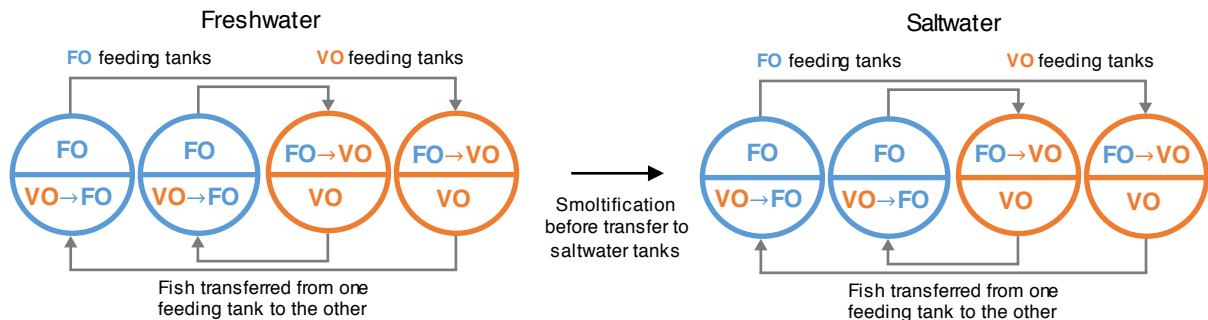 Freshwater
FO feeding tanks
VO feeding tanks
FO
FO
FO→VO
FO→VO
VO→FO
VO→FO
VO
VO
Fish transferred from one
feeding tank to the other
Smoltification
before transfer to
saltwater tanks
Saltwater
FO feeding tanks
VO feeding tanks
FO
FO
FO→VO
FO→VO
VO→FO
VO→FO
VO
VO
Fish transferred from one
feeding tank to the other